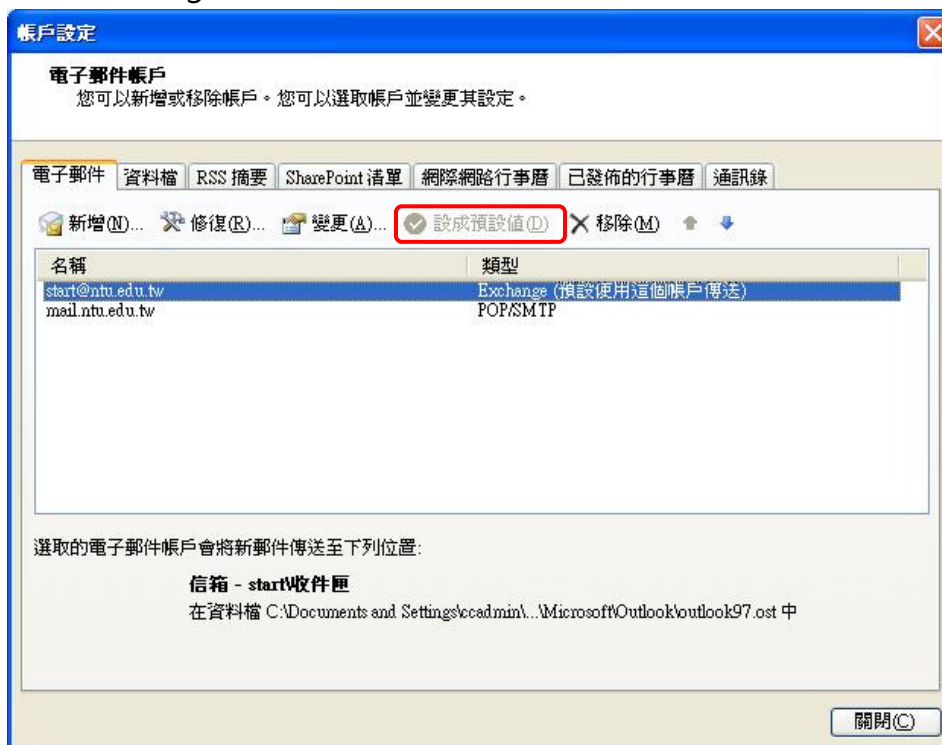 帳戶設定
電子郵件帳戶
您可以新增或移除帳戶。您可以選取帳戶並變更其設定。
電子郵件 資料檔 RSS 摘要 SharePoint 清單 網際網路行事曆 已發佈的行事曆 通訊錄
新增(N)... 修復(R)... 變更(A)... 設成預設值(D) 移除(M)
名稱 類型
start@ntu.edu.tw Exchange (預設使用這個帳戶傳送)
mail.ntu.edu.tw POP/SMTP
選取的電子郵件帳戶會將新郵件傳送至下列位置:
信箱 - start\收件匣
在資料檔 C:\Documents and Settings\ccadmin\...\Microsoft\Outlook\outlook97.ost 中
關閉(C)